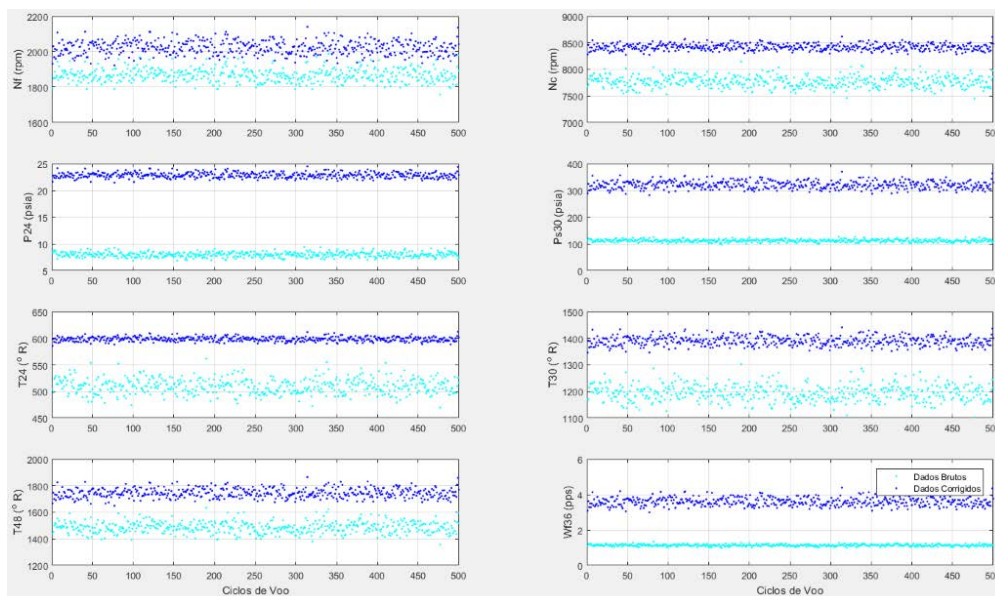 2200
2000
1800
1600
Nf (rpm)
0 50 100 150 200 250 300 350 400 450 500
9000
8500
8000
7500
7000
Nc (rpm)
0 50 100 150 200 250 300 350 400 450 500
25
20
15
10
5
P24 (psia)
0 50 100 150 200 250 300 350 400 450 500
400
300
200
100
0
Ps30 (psia)
0 50 100 150 200 250 300 350 400 450 500
650
600
550
500
450
T24 (º R)
0 50 100 150 200 250 300 350 400 450 500
1500
1400
1300
1200
1100
T30 (º R)
0 50 100 150 200 250 300 350 400 450 500
2000
1800
1600
1400
1200
T48 (º R)
0 50 100 150 200 250 300 350 400 450 500
Ciclos de Voo
6
4
2
0
Wf36 (pps)
Dados Brutos
Dados Corrigidos
0 50 100 150 200 250 300 350 400 450 500
Ciclos de Voo